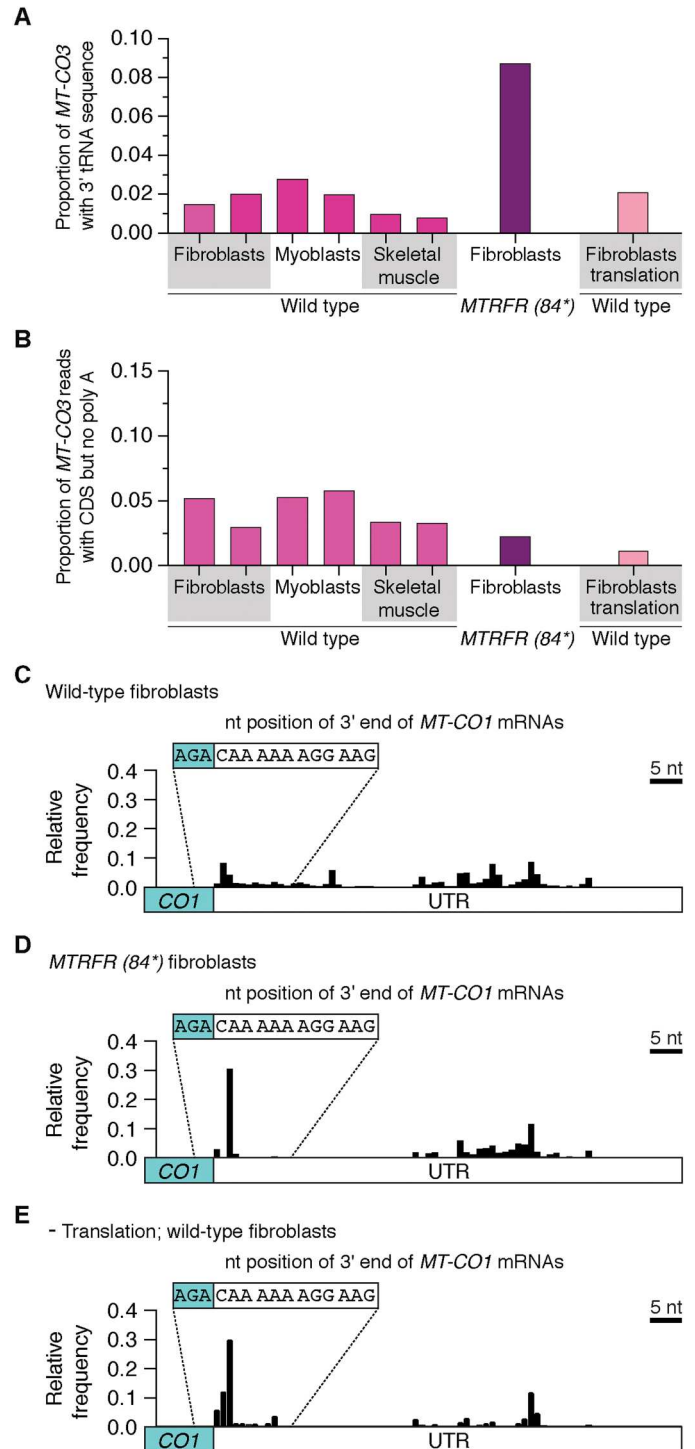 A
Proportion of MT-CO3
with 3' tRNA sequence
0.10
0.08
0.06
0.04
0.02
0.00
Fibroblasts
Myoblasts
Skeletal
muscle
Fibroblasts
Fibroblasts
translation
Wild type
MTRFR (84*)
Wild type
B
Proportion of MT-CO3 reads
with CDS but no poly A
0.15
0.10
0.05
0.00
Fibroblasts
Myoblasts
Skeletal
muscle
Fibroblasts
Fibroblasts
translation
Wild type
MTRFR (84*)
Wild type
C
Wild-type fibroblasts
nt position of 3' end of MT-CO1 mRNAs
AGA CAA AAA AGG AAG
5 nt
Relative
frequency
0.4
0.3
0.2
0.1
0.0
CO1
UTR
D
MTRFR (84*) fibroblasts
nt position of 3' end of MT-CO1 mRNAs
AGA CAA AAA AGG AAG
5 nt
Relative
frequency
0.4
0.3
0.2
0.1
0.0
CO1
UTR
E
- Translation; wild-type fibroblasts
nt position of 3' end of MT-CO1 mRNAs
AGA CAA AAA AGG AAG
5 nt
Relative
frequency
0.4
0.3
0.2
0.1
0.0
CO1
UTR